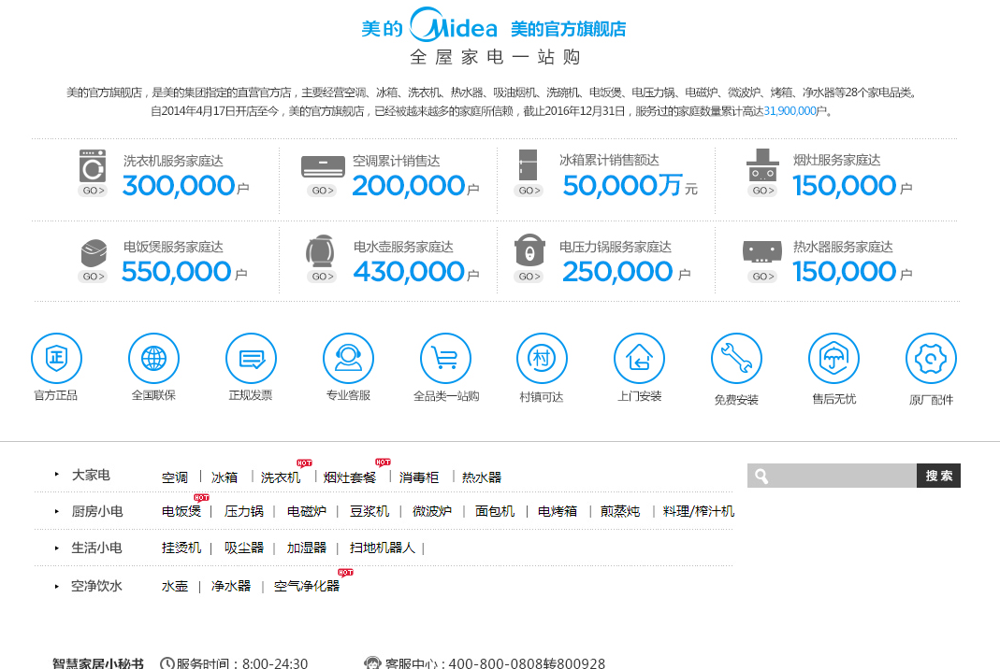 美的 Midea 美的官方旗舰店
全屋家电一站购
美的官方旗舰店，是美的集团指定的直营官方店，主要经营空调、冰箱、洗衣机、热水器、吸油烟机、洗碗机、电饭煲、电压力锅、电磁炉、微波炉、烤箱、净水器等28个家电品类。
自2014年4月17日开店至今，美的官方旗舰店，已经被越来越多的家庭所信赖，截止2016年12月31日，服务过的家庭数量累计高达31,900,000户。
洗衣机服务家庭达
300,000户
GO >
空调累计销售达
200,000户
GO >
冰箱累计销售额达
50,000万元
GO >
烟灶服务家庭达
150,000户
GO >
电饭煲服务家庭达
550,000户
GO >
电水壶服务家庭达
430,000户
GO >
电压力锅服务家庭达
250,000户
GO >
热水器服务家庭达
150,000户
GO >
正
村
官方正品 全国联保 正规发票 专业客服 全品类一站购 村镇可达 上门安装 免费安装 售后无忧 原厂配件
大家电 空调 | 冰箱 | 洗衣机 HOT | 烟灶套餐 HOT | 消毒柜 | 热水器
搜索
厨房小电 电饭煲 HOT | 压力锅 | 电磁炉 | 豆浆机 | 微波炉 | 面包机 | 电烤箱 | 煎蒸炖 | 料理/榨汁机
生活小电 挂烫机 | 吸尘器 | 加湿器 | 扫地机器人 |
空净饮水 水壶 | 净水器 | 空气净化器 HOT
智慧家居小秘书 服务时间：8:00-24:30 客服中心：400-800-0808转800928